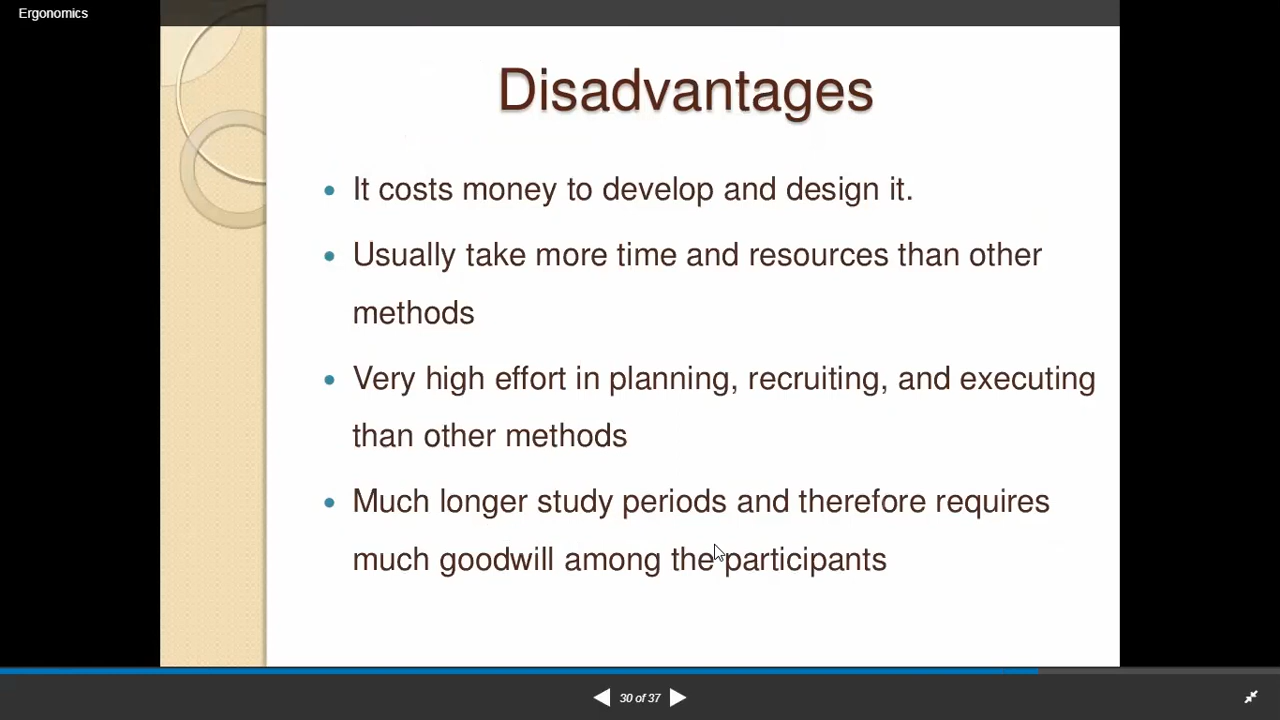 Ergonomics
Disadvantages
• It costs money to develop and design it.
• Usually take more time and resources than other
methods
• Very high effort in planning, recruiting, and executing
than other methods
• Much longer study periods and therefore requires
much goodwill among the participants
30 of 37